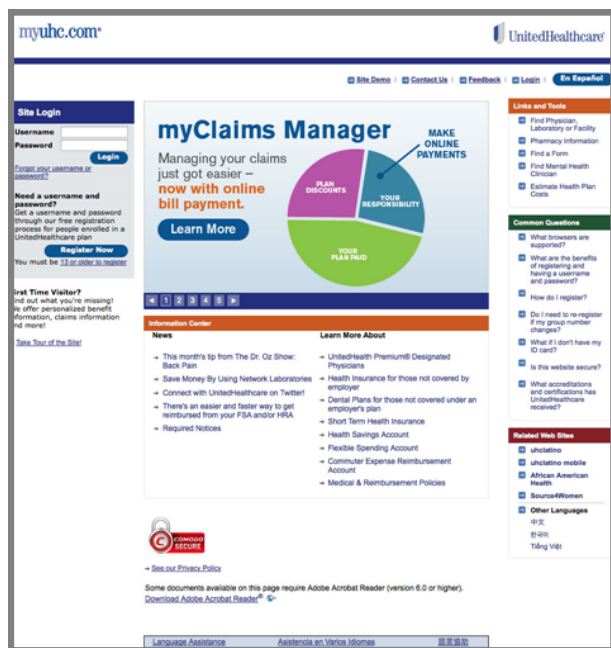 myuhc.com®
UnitedHealthcare®
Site Demo | Contact Us | Feedback | Login | En Español
Site Login
Username
Password
Login
Forgot your username or
password?
Need a username and
password?
Get a username and password
through our free registration
process for people enrolled in a
UnitedHealthcare plan
Register Now
You must be 13 or older to register
irst Time Visitor?
nd out what you're missing!
e offer personalized benefit
formation, claims information
nd more!
Take Tour of the Site!
myClaims Manager
Managing your claims
just got easier –
now with online
bill payment.
Learn More
MAKE
ONLINE
PAYMENTS
PLAN
DISCOUNTS
YOUR
RESPONSIBILITY
YOUR
PLAN PAID
1 2 3 4 5
Information Center
News
→ This month's tip from The Dr. Oz Show:
Back Pain
→ Save Money By Using Network Laboratories
→ Connect with UnitedHealthcare on Twitter!
→ There's an easier and faster way to get
reimbursed from your FSA and/or HRA
→ Required Notices
Learn More About
→ UnitedHealth Premium® Designated
Physicians
→ Health Insurance for those not covered by
employer
→ Dental Plans for those not covered under an
employer's plan
→ Short Term Health Insurance
→ Health Savings Account
→ Flexible Spending Account
→ Commuter Expense Reimbursement
Account
→ Medical & Reimbursement Policies
Links and Tools
Find Physician,
Laboratory or Facility
Pharmacy Information
Find a Form
Find Mental Health
Clinician
Estimate Health Plan
Costs
Common Questions
What browsers are
supported?
What are the benefits
of registering and
having a username
and password?
How do I register?
Do I need to re-register
if my group number
changes?
What if I don't have my
ID card?
Is this website secure?
What accreditations
and certifications has
UnitedHealthcare
received?
Related Web Sites
uhclatino
uhclatino mobile
African American
Health
Source4Women
Other Languages
中文
한국어
Tiếng Việt
COMODO
SECURE
→ See our Privacy Policy
Some documents available on this page require Adobe Acrobat Reader (version 6.0 or higher).
Download Adobe Acrobat Reader®
Language Assistance
Asistencia en Varios Idiomas
語言協助